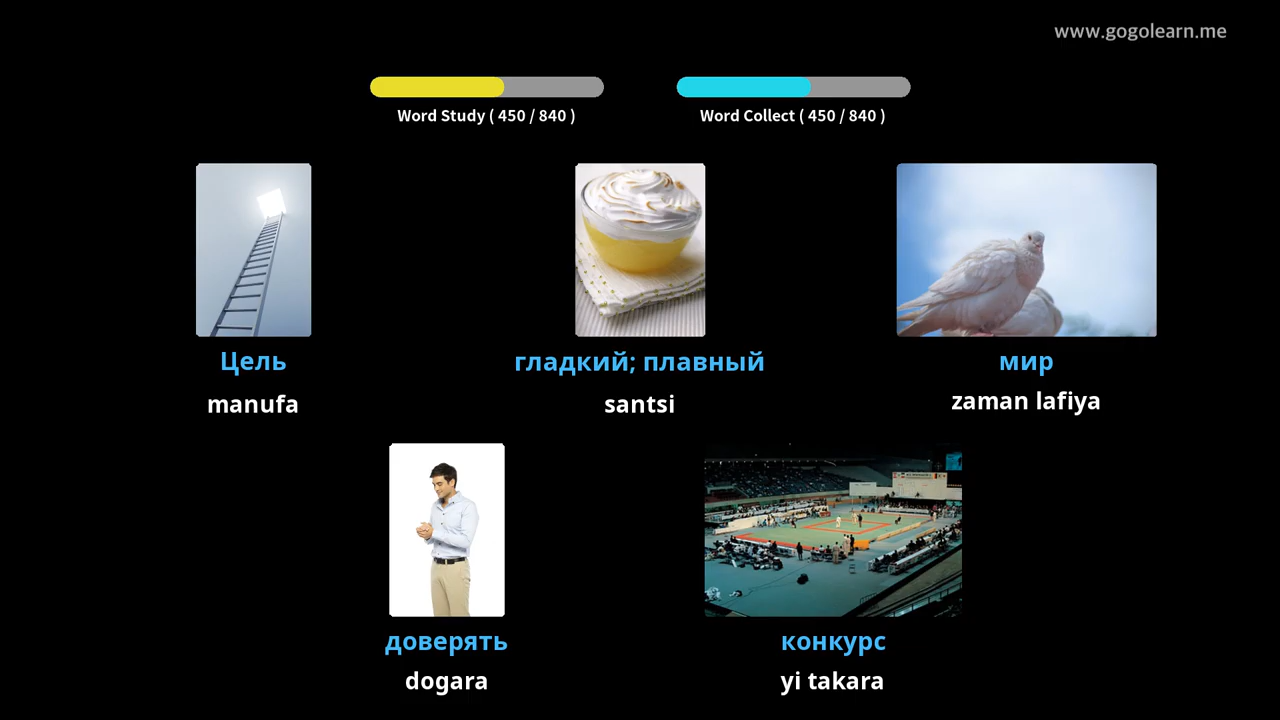 www.gogolearn.me
Word Study ( 450 / 840 )
Word Collect ( 450 / 840 )
Цель
manufa
гладкий; плавный
santsi
мир
zaman lafiya
доверять
dogara
конкурс
yi takara